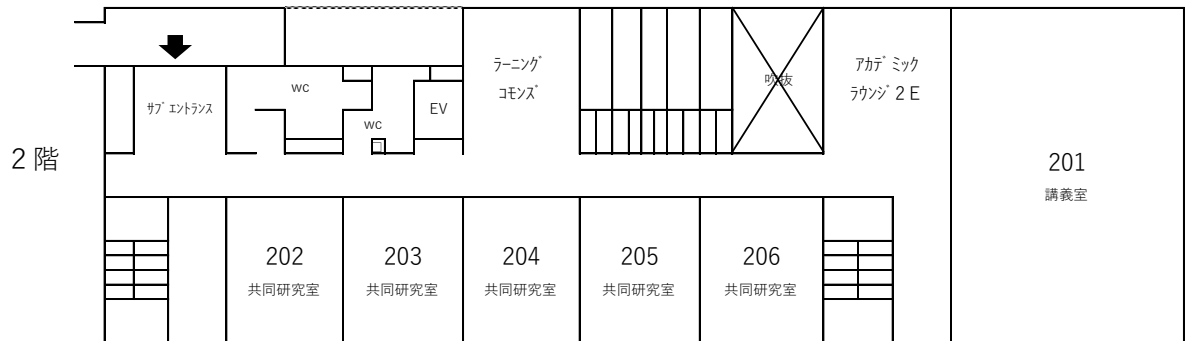 ２階
ｻﾌﾞｴﾝﾄﾗﾝｽ
WC
WC
EV
ﾗｰﾆﾝｸﾞ
ｺﾓﾝｽﾞ
吹抜
ｱｶﾃﾞﾐｯｸ
ﾗｳﾝｼﾞ２Ｅ
201
講義室
202
共同研究室
203
共同研究室
204
共同研究室
205
共同研究室
206
共同研究室